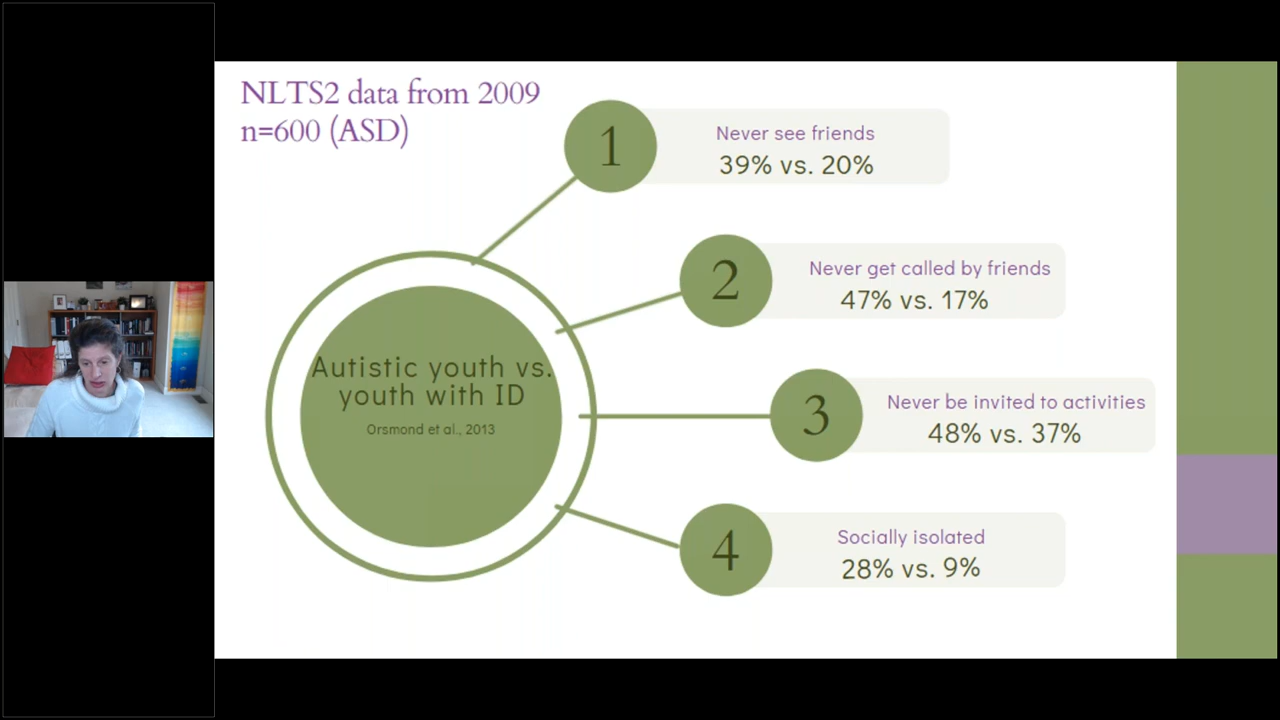 NLTS2 data from 2009
n=600 (ASD)
1
Never see friends
39% vs. 20%
2
Never get called by friends
47% vs. 17%
Autistic youth vs.
youth with ID
Orsmond et al., 2013
3
Never be invited to activities
48% vs. 37%
4
Socially isolated
28% vs. 9%